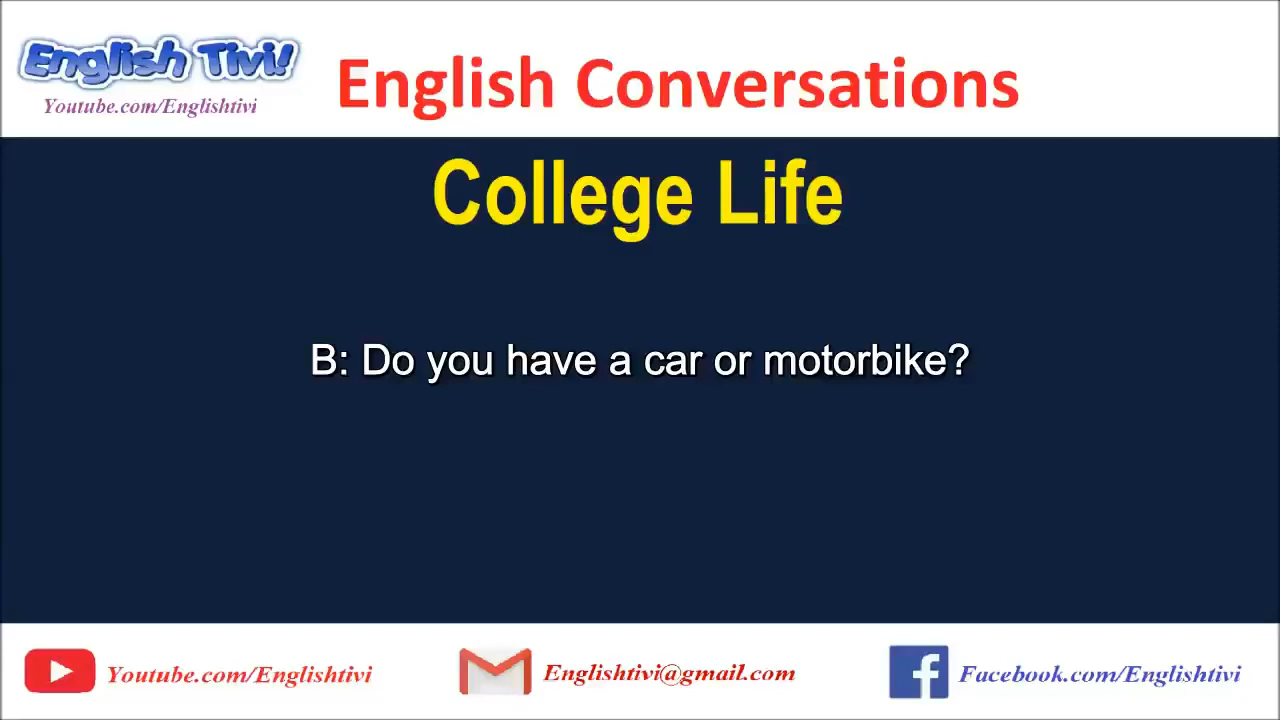 English Tivi!
Youtube.com/Englishtivi
English Conversations
College Life
B: Do you have a car or motorbike?
Youtube.com/Englishtivi
Englishtivi@gmail.com
f
Facebook.com/Englishtivi